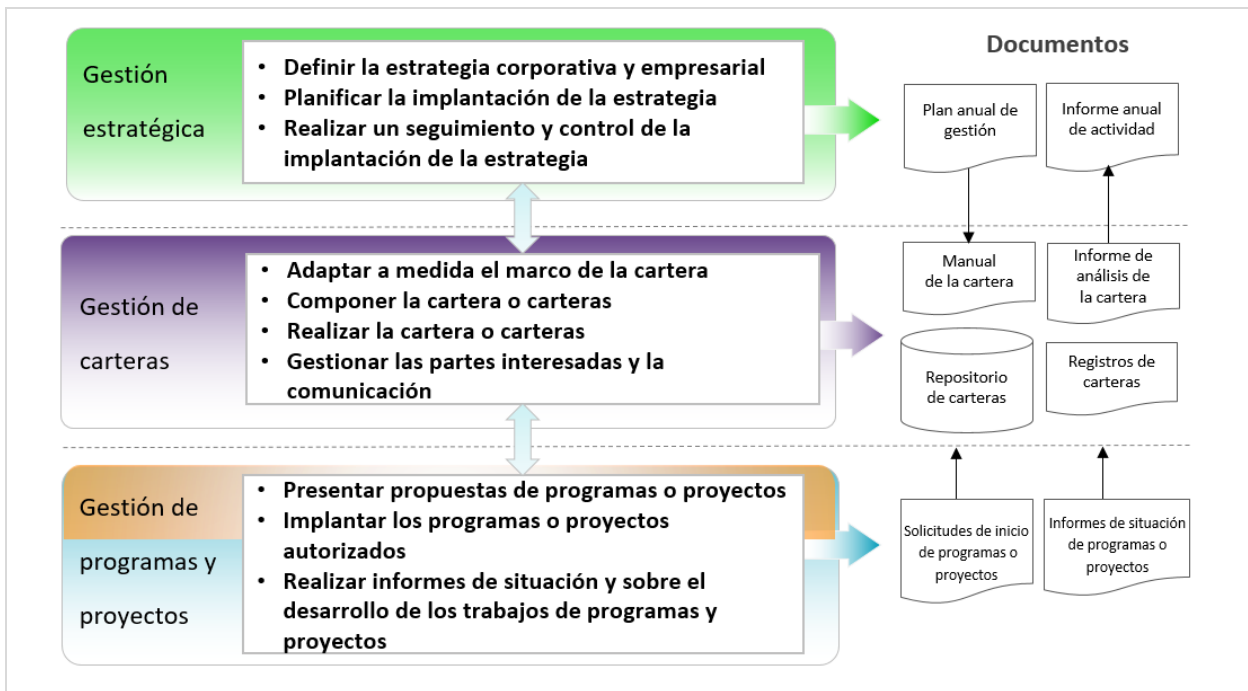 Gestión
estratégica
• Definir la estrategia corporativa y empresarial
• Planificar la implantación de la estrategia
• Realizar un seguimiento y control de la
implantación de la estrategia
Documentos
Plan anual de
gestión
Informe anual
de actividad
Gestión de
carteras
• Adaptar a medida el marco de la cartera
• Componer la cartera o carteras
• Realizar la cartera o carteras
• Gestionar las partes interesadas y la
comunicación
Manual
de la cartera
Informe de
análisis de
la cartera
Repositorio
de carteras
Registros de
carteras
Gestión de
programas y
proyectos
• Presentar propuestas de programas o proyectos
• Implantar los programas o proyectos
autorizados
• Realizar informes de situación y sobre el
desarrollo de los trabajos de programas y
proyectos
Solicitudes de inicio
de programas o
proyectos
Informes de situación
de programas o
proyectos